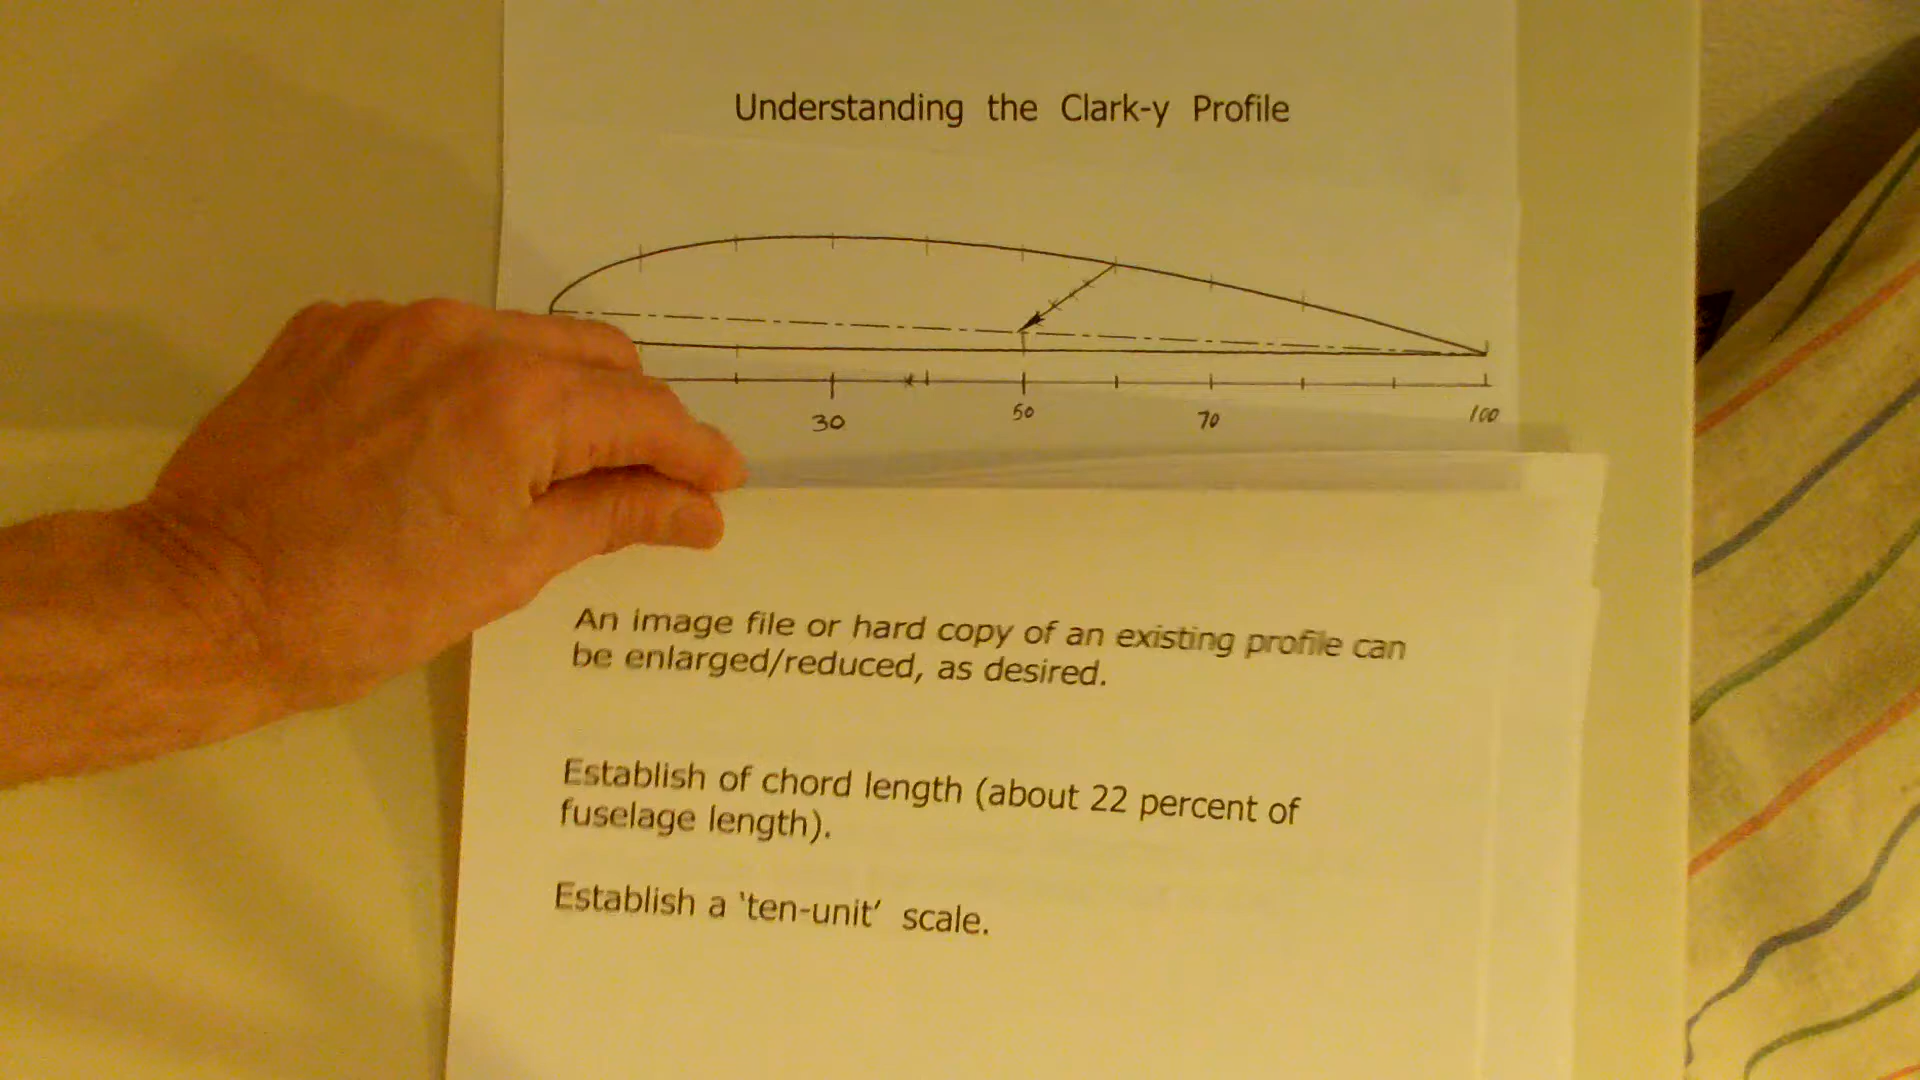 Understanding the Clark-y Profile
30 50 70 100
An image file or hard copy of an existing profile can
be enlarged/reduced, as desired.
Establish of chord length (about 22 percent of
fuselage length).
Establish a 'ten-unit' scale.